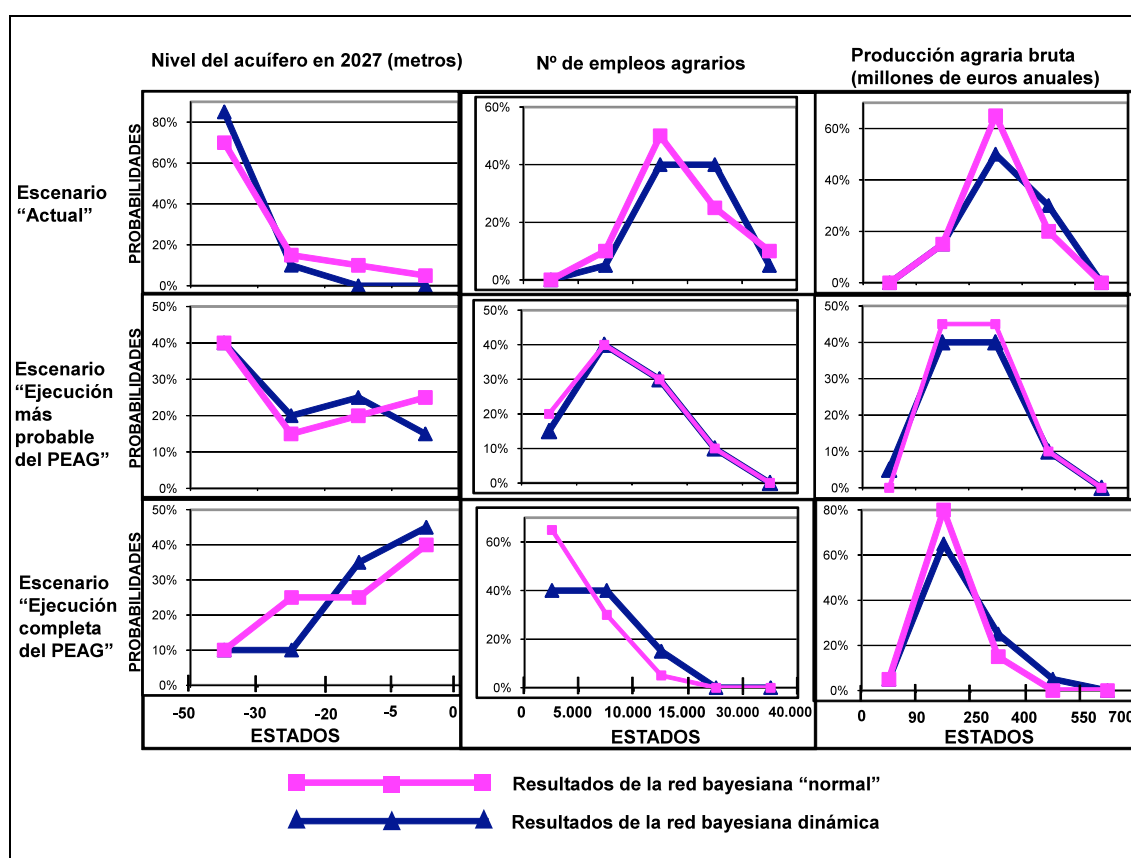 Nivel del acuífero en 2027 (metros)
Nº de empleos agrarios
Producción agraria bruta
(millones de euros anuales)
Escenario
“Actual”
PROBABILIDADES
80%
60%
40%
20%
0%
60%
40%
20%
0%
60%
40%
20%
0%
Escenario
“Ejecución
más
probable
del PEAG”
PROBABILIDADES
50%
40%
30%
20%
10%
0%
50%
40%
30%
20%
10%
0%
50%
40%
30%
20%
10%
0%
Escenario
“Ejecución
completa
del PEAG”
PROBABILIDADES
50%
40%
30%
20%
10%
0%
60%
40%
20%
0%
80%
60%
40%
20%
0%
-50 -30 -20 -5 0
ESTADOS
0 5.000 10.000 15.000 30.000 40.000
ESTADOS
0 90 250 400 550 700
ESTADOS
Resultados de la red bayesiana “normal”
Resultados de la red bayesiana dinámica